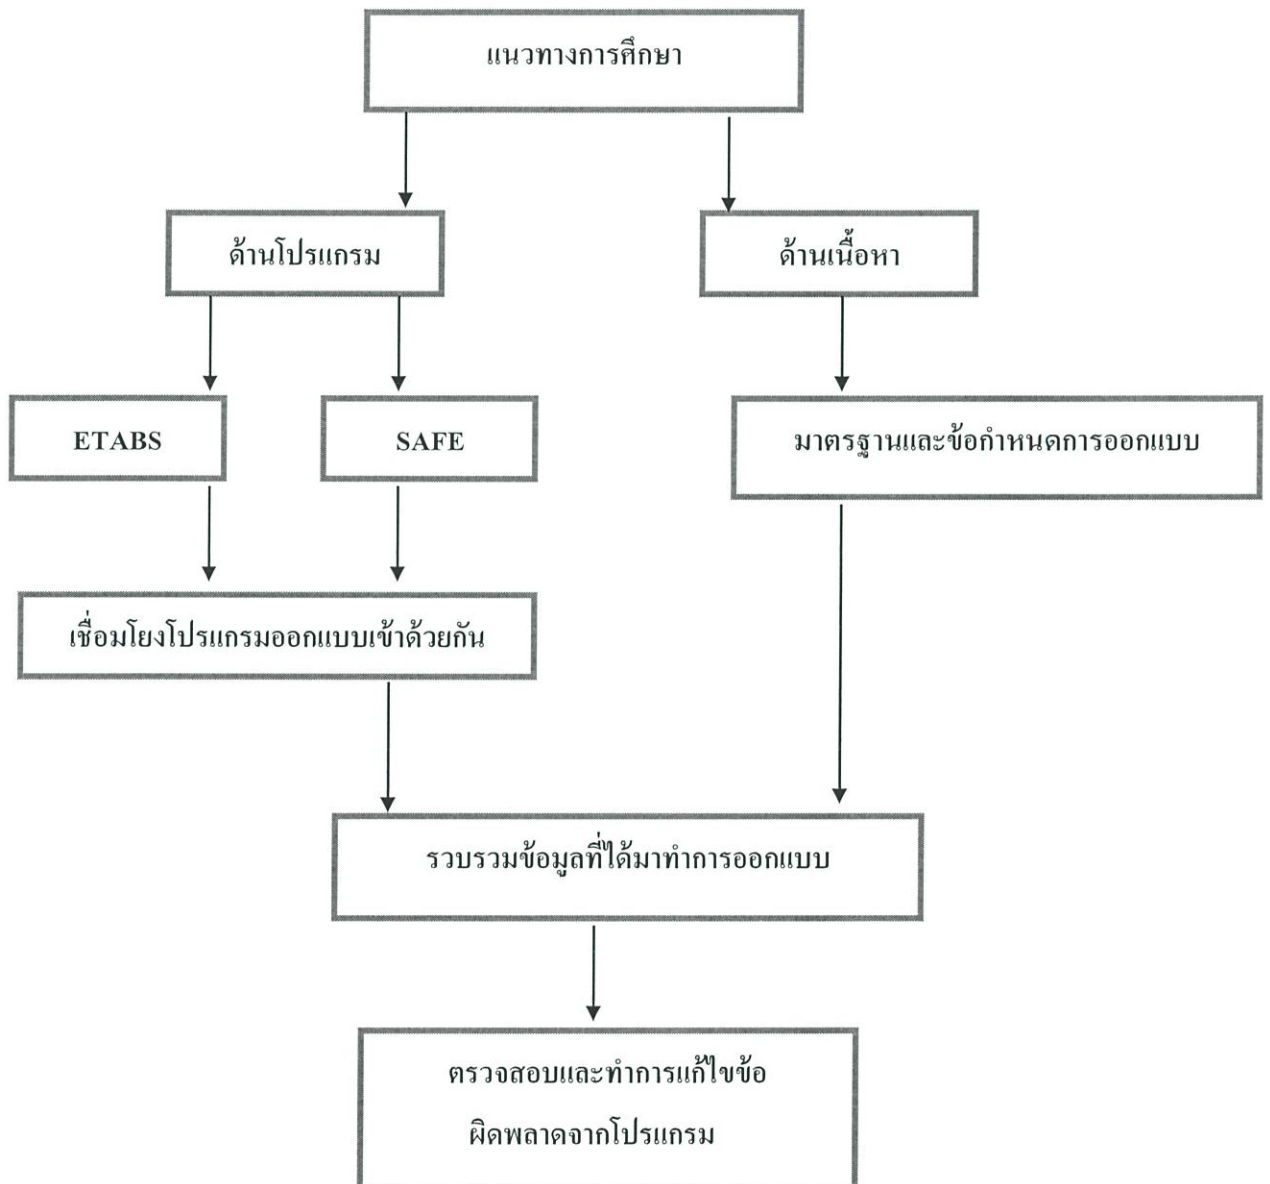 แนวทางการศึกษา
ด้านโปรแกรม
ด้านเนื้อหา
ETABS
SAFE
มาตรฐานและข้อกำหนดการออกแบบ
เชื่อมโยงโปรแกรมออกแบบเข้าด้วยกัน
รวบรวมข้อมูลที่ได้มาทำการออกแบบ
ตรวจสอบและทำการแก้ไขข้อ
ผิดพลาดจากโปรแกรม